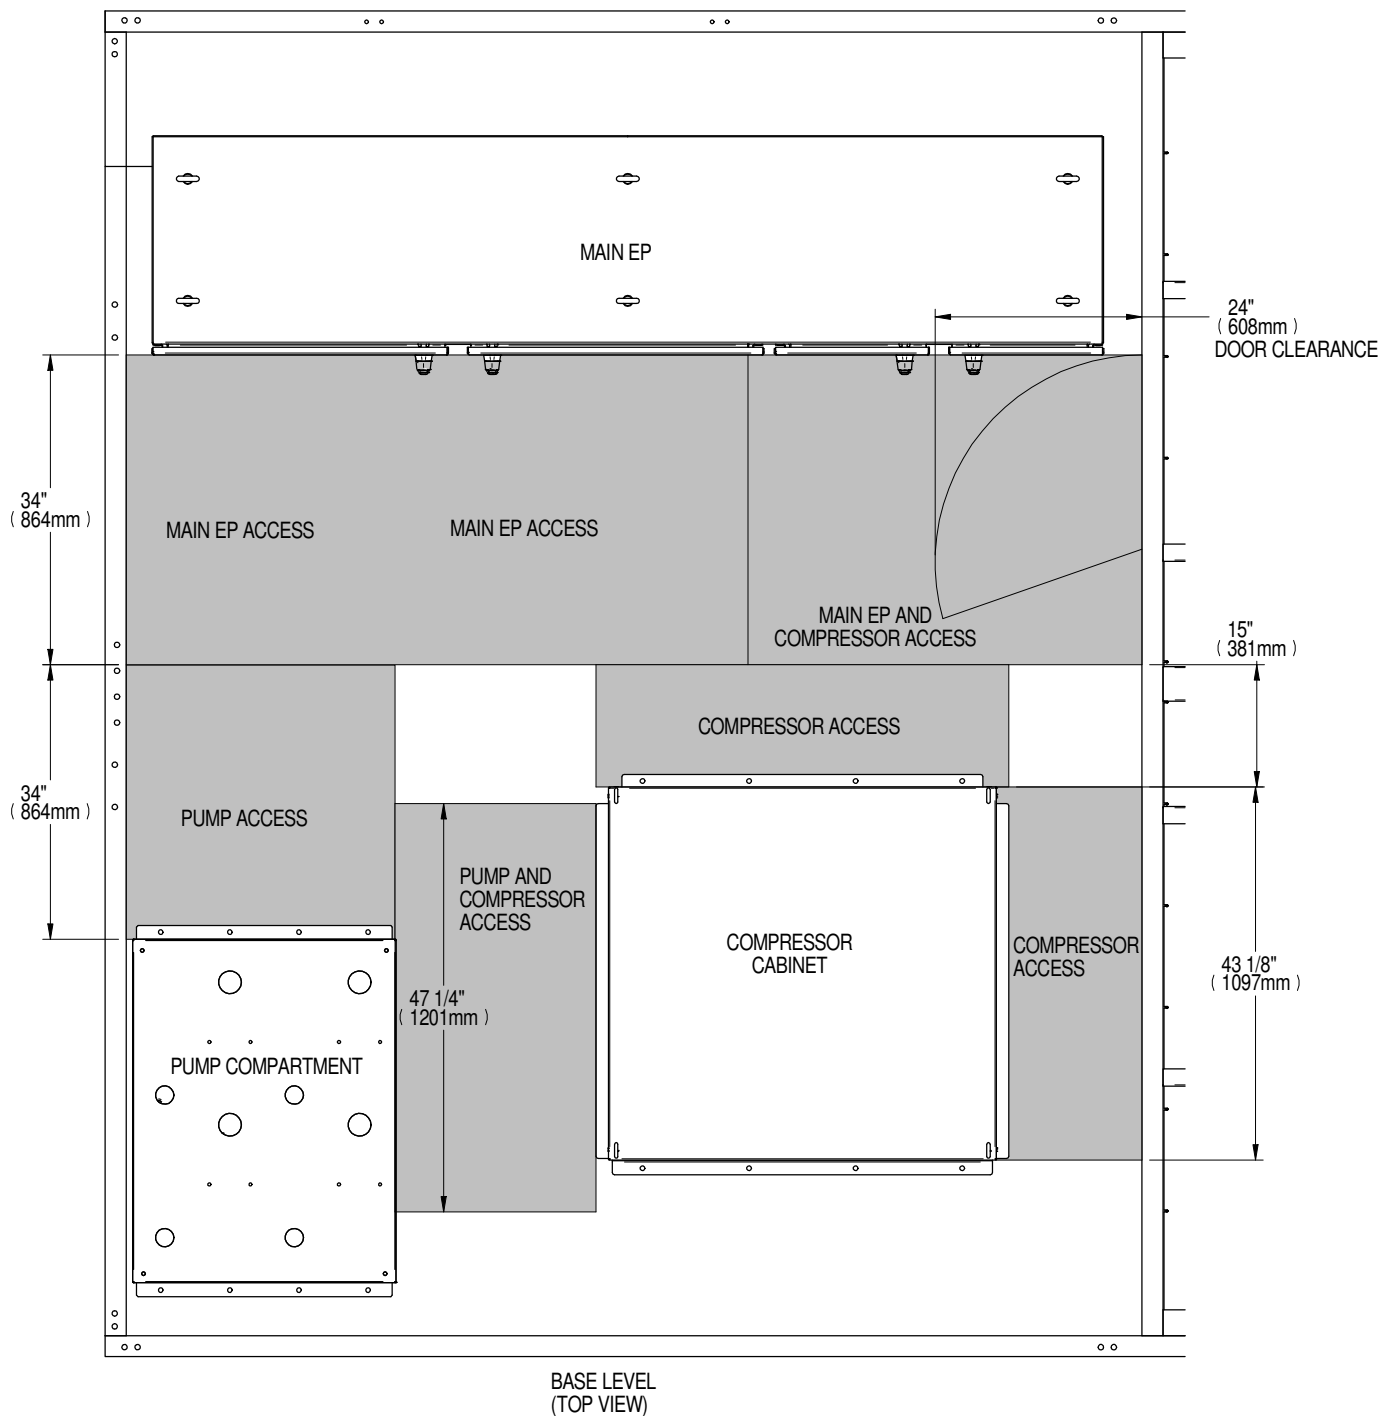 MAIN EP
24"
( 608mm )
DOOR CLEARANCE
34"
( 864mm )
MAIN EP ACCESS
MAIN EP ACCESS
MAIN EP AND
COMPRESSOR ACCESS
15"
( 381mm )
COMPRESSOR ACCESS
34"
( 864mm )
PUMP ACCESS
PUMP AND
COMPRESSOR
ACCESS
COMPRESSOR
CABINET
COMPRESSOR
ACCESS
43 1/8"
( 1097mm )
47 1/4"
( 1201mm )
PUMP COMPARTMENT
BASE LEVEL
(TOP VIEW)